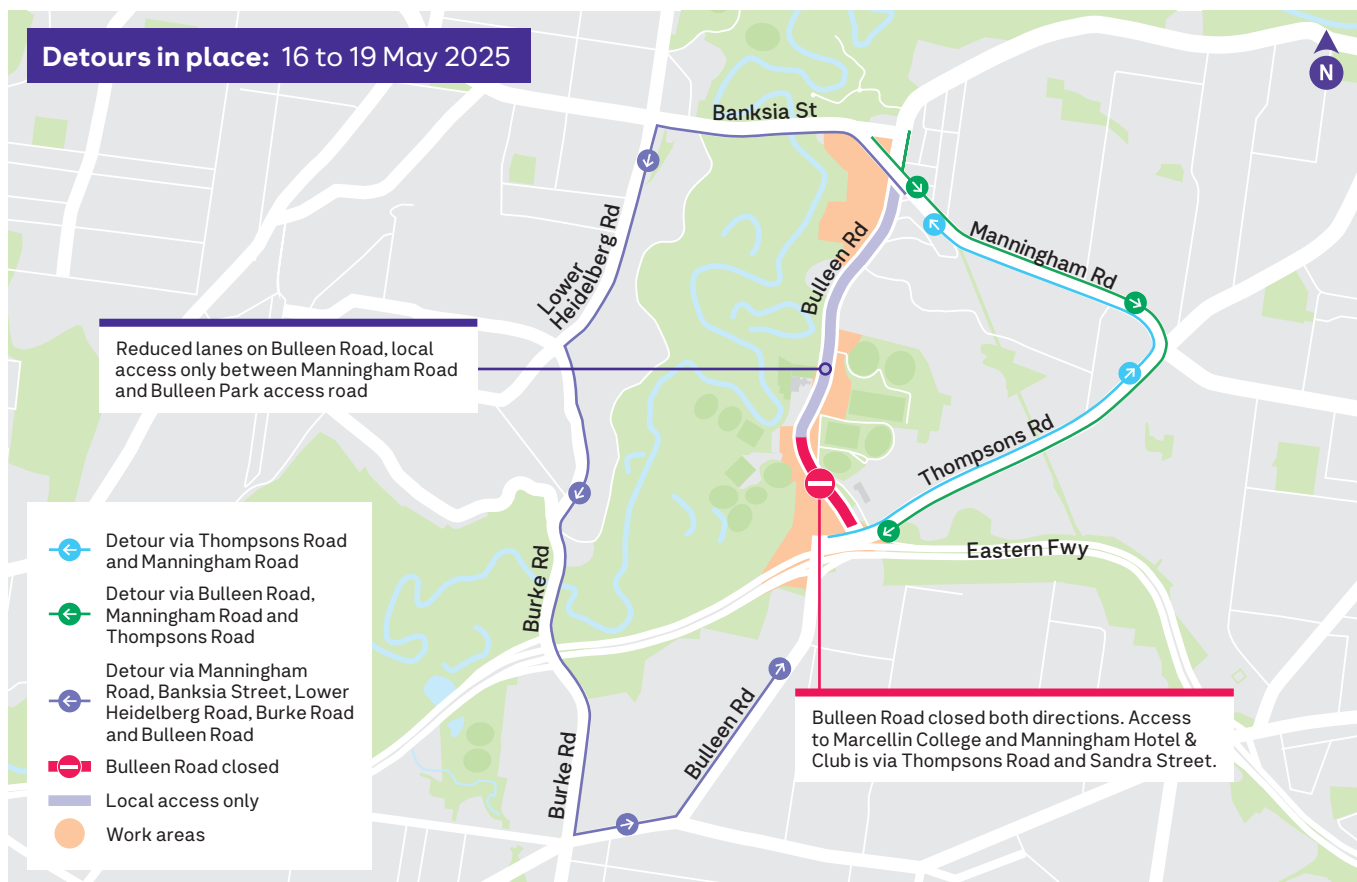 Detours in place: 16 to 19 May 2025
N
Banksia St
Manningham Rd
Lower
Heidelberg Rd
Bulleen Rd
Reduced lanes on Bulleen Road, local
access only between Manningham Road
and Bulleen Park access road
Thompsons Rd
Eastern Fwy
Burke Rd
Detour via Thompsons Road
and Manningham Road
Detour via Bulleen Road,
Manningham Road and
Thompsons Road
Detour via Manningham
Road, Banksia Street, Lower
Heidelberg Road, Burke Road
and Bulleen Road
Bulleen Road closed
Local access only
Work areas
Burke Rd
Bulleen Rd
Bulleen Road closed both directions. Access
to Marcellin College and Manningham Hotel &
Club is via Thompsons Road and Sandra Street.